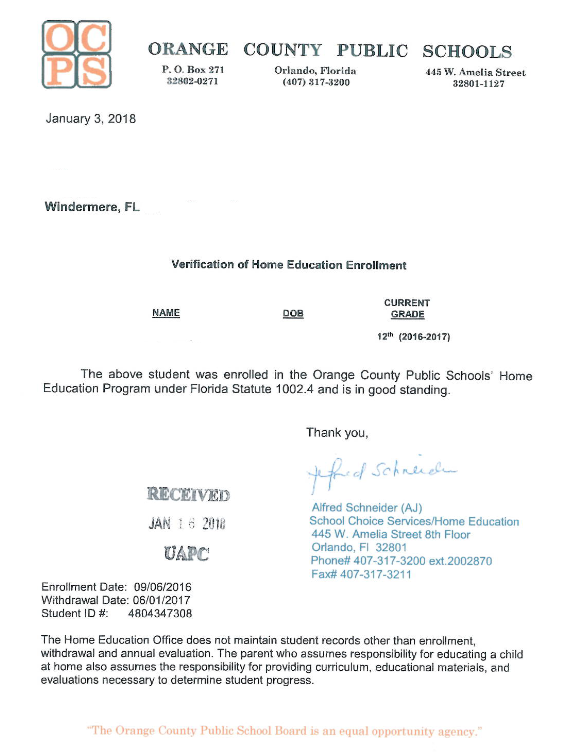 OC
PS
ORANGE COUNTY PUBLIC SCHOOLS
P. O. Box 271 Orlando, Florida 445 W. Amelia Street
32802-0271 (407) 317-3200 32801-1127
January 3, 2018
Windermere, FL
Verification of Home Education Enrollment
CURRENT
NAME DOB GRADE
12th (2016-2017)
The above student was enrolled in the Orange County Public Schools' Home
Education Program under Florida Statute 1002.4 and is in good standing.
Thank you,
Schneider
RECEIVED
JAN 16 2018
UAPC
Alfred Schneider (AJ)
School Choice Services/Home Education
445 W. Amelia Street 8th Floor
Orlando, Fl 32801
Phone# 407-317-3200 ext.2002870
Fax# 407-317-3211
Enrollment Date: 09/06/2016
Withdrawal Date: 06/01/2017
Student ID #: 4804347308
The Home Education Office does not maintain student records other than enrollment,
withdrawal and annual evaluation. The parent who assumes responsibility for educating a child
at home also assumes the responsibility for providing curriculum, educational materials, and
evaluations necessary to determine student progress.
"The Orange County Public School Board is an equal opportunity agency."